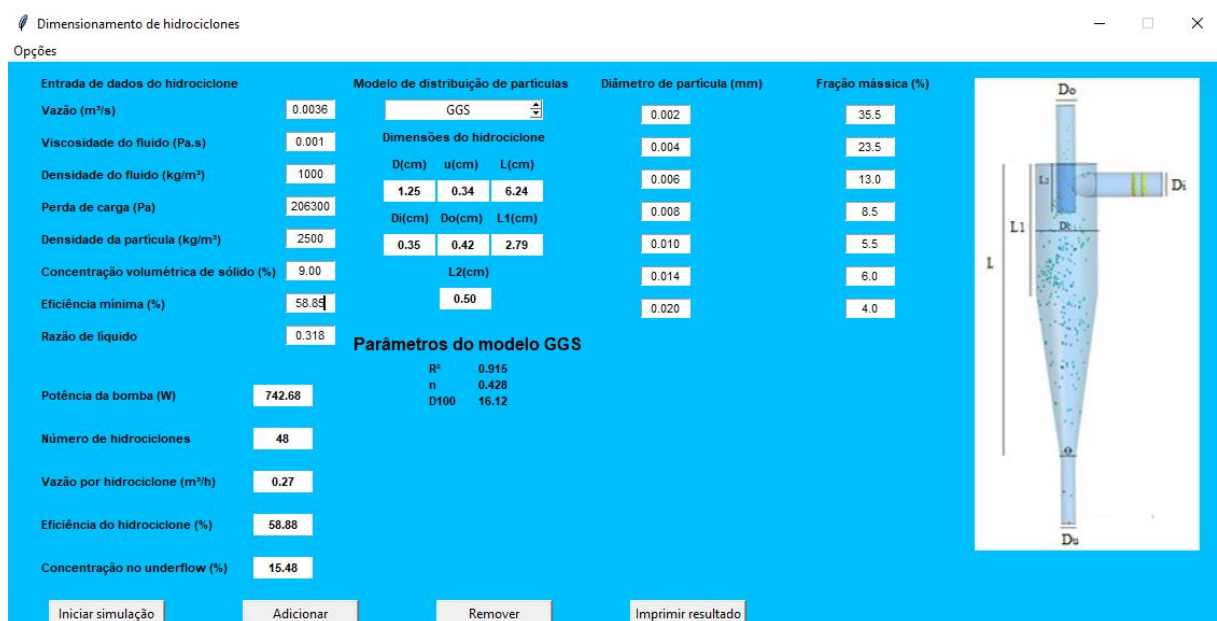 Dimensionamento de hidrociclones
Opções
Entrada de dados do hidrociclone
Vazão (m³/s) 0.0036
Viscosidade do fluido (Pa.s) 0.001
Densidade do fluido (kg/m³) 1000
Perda de carga (Pa) 206300
Densidade da partícula (kg/m³) 2500
Concentração volumétrica de sólido (%) 9.00
Eficiência mínima (%) 58.85
Razão de líquido 0.318
Potência da bomba (W) 742.68
Número de hidrociclones 48
Vazão por hidrociclone (m³/h) 0.27
Eficiência do hidrociclone (%) 58.88
Concentração no underflow (%) 15.48
Modelo de distribuição de partículas
GGS
Dimensões do hidrociclone
D(cm) u(cm) L(cm)
1.25 0.34 6.24
Di(cm) Do(cm) L1(cm)
0.35 0.42 2.79
L2(cm)
0.50
Parâmetros do modelo GGS
R² 0.915
n 0.428
D100 16.12
Diâmetro de partícula (mm) Fração mássica (%)
0.002 35.5
0.004 23.5
0.006 13.0
0.008 8.5
0.010 5.5
0.014 6.0
0.020 4.0
Do
L2
Di
L1
L
θ
Du
Iniciar simulação Adicionar Remover Imprimir resultado